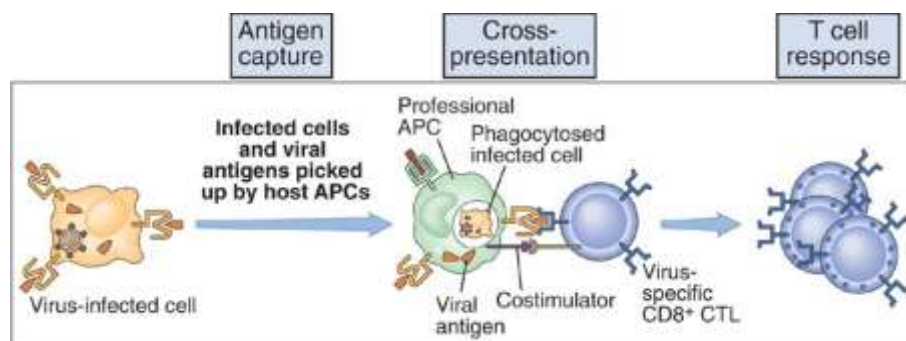 Antigen
capture
Cross-
presentation
T cell
response
Professional
APC
Infected cells
and viral
antigens picked
up by host APCs
Phagocytosed
infected cell
Virus-infected cell
Viral
antigen
Costimulator
Virus-
specific
CD8⁺ CTL